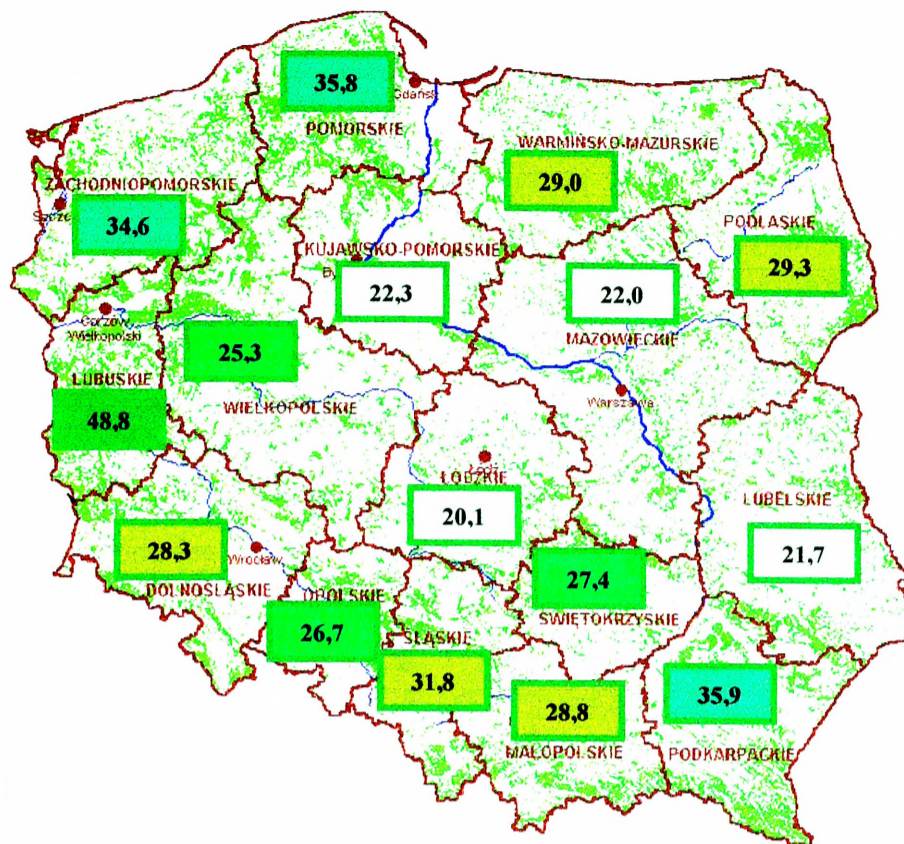 35,8
Gdańsk
POMORSKIE
WARMIŃSKO-MAZURSKIE
29,0
ZACHODNIOPOMORSKIE
34,6
PODLASKIE
29,3
KUJAWSKO-POMORSKIE
22,3
22,0
MAZOWIECKIE
Gorzów
Wielkopolski
25,3
LUBUSKIE
48,8
WIELKOPOLSKIE
Warszawa
ŁÓDZKIE
20,1
LUBELSKIE
21,7
28,3
Wrocław
DOLNOŚLĄSKIE
OPOLSKIE
26,7
27,4
ŚWIĘTOKRZYSKIE
ŚLĄSKIE
31,8
28,8
MAŁOPOLSKIE
35,9
PODKARPACKIE